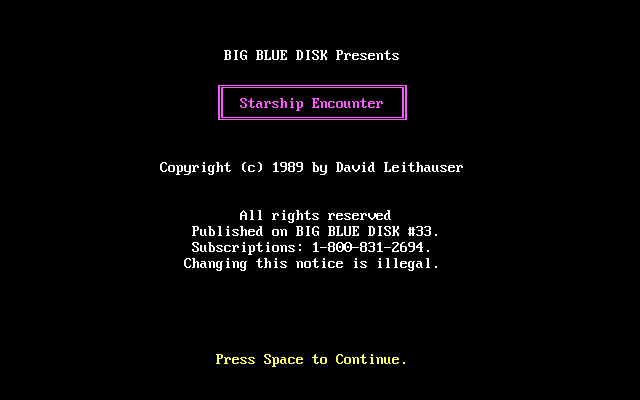 BIG BLUE DISK Presents
Starship Encounter
Copyright (c) 1989 by David Leithauser
All rights reserved
Published on BIG BLUE DISK #33.
Subscriptions: 1-800-831-2694.
Changing this notice is illegal.
Press Space to Continue.